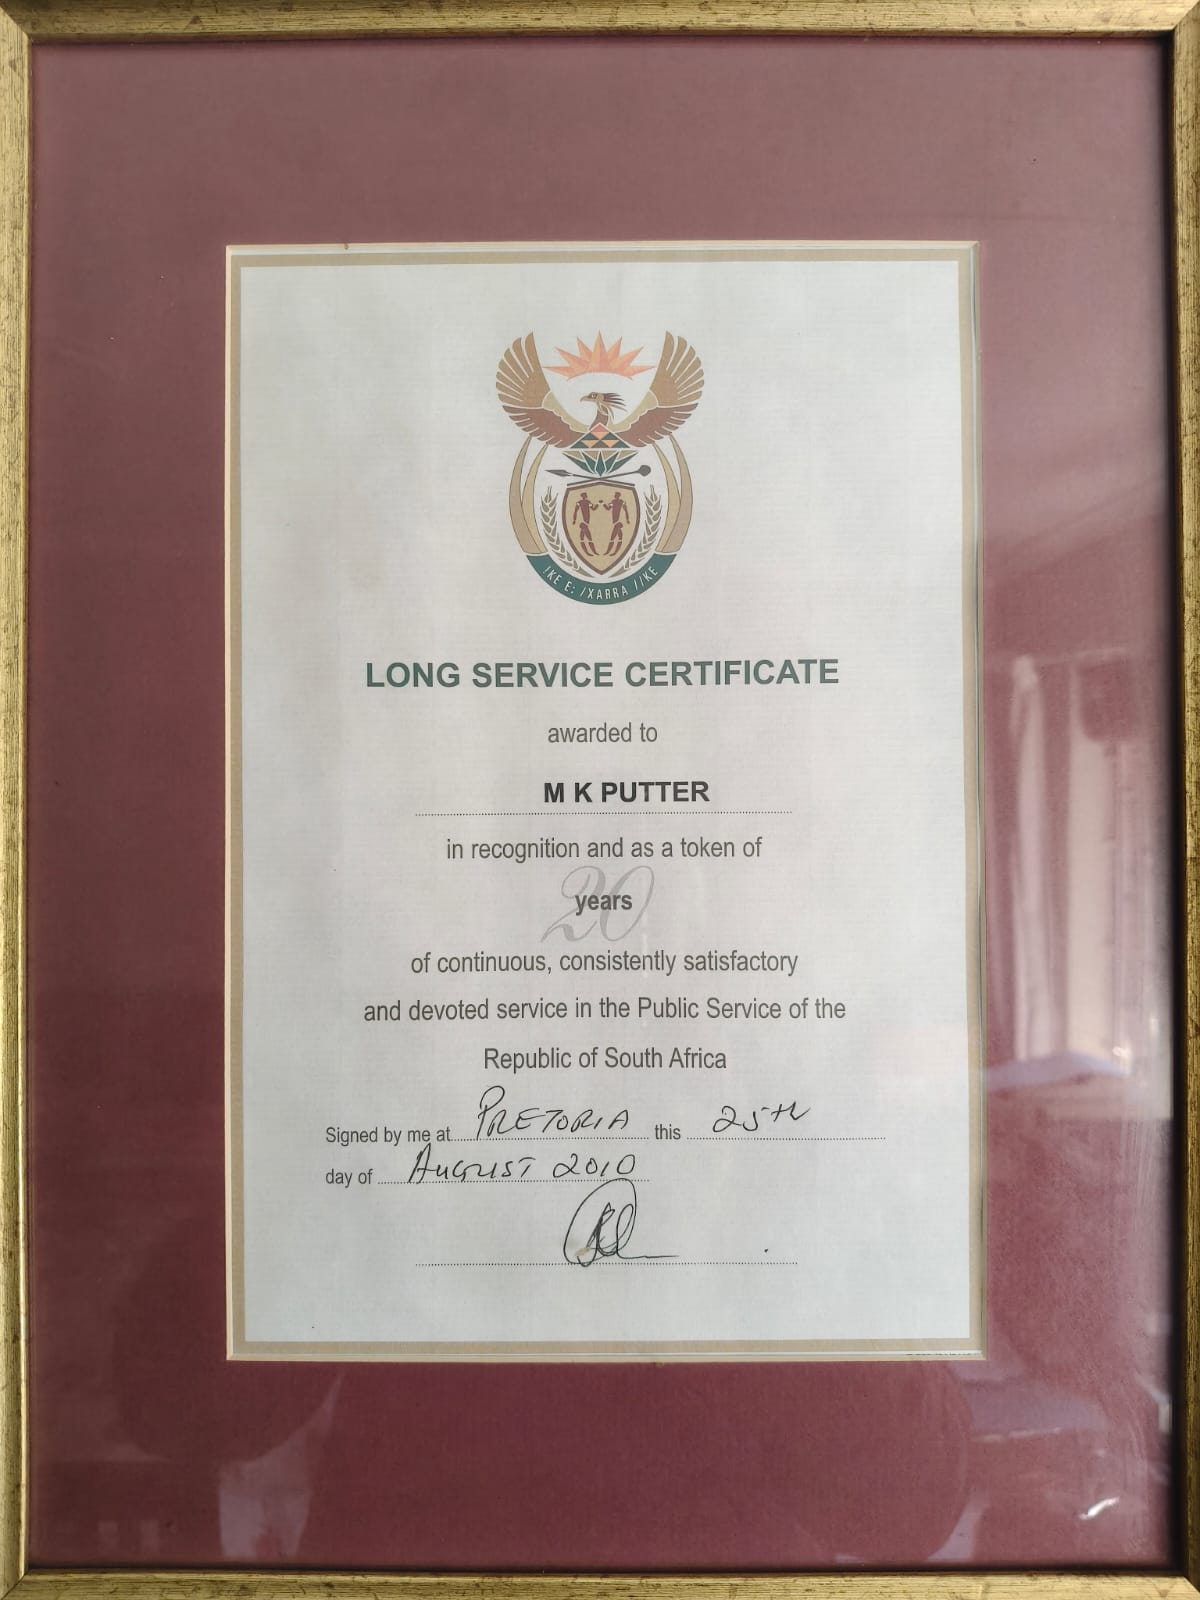 !KE E: /XARRA //KE
LONG SERVICE CERTIFICATE
awarded to
M K PUTTER
in recognition and as a token of
20
years
of continuous, consistently satisfactory
and devoted service in the Public Service of the
Republic of South Africa
Signed by me at PRETORIA this 25TH
day of AUGUST 2010